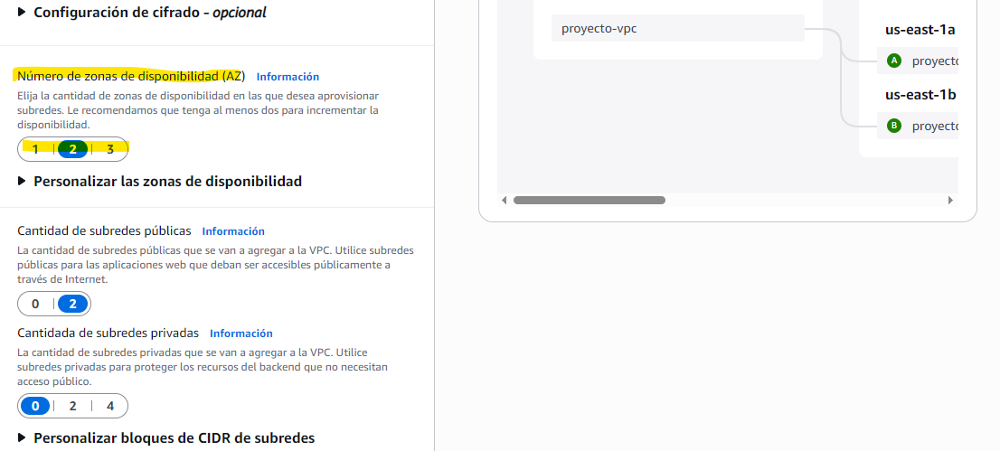 Configuración de cifrado - opcional
Número de zonas de disponibilidad (AZ) Información
Elija la cantidad de zonas de disponibilidad en las que desea aprovisionar
subredes. Le recomendamos que tenga al menos dos para incrementar la
disponibilidad.
1 2 3
Personalizar las zonas de disponibilidad
Cantidad de subredes públicas Información
La cantidad de subredes públicas que se van a agregar a la VPC. Utilice subredes
públicas para las aplicaciones web que deban ser accesibles públicamente a
través de Internet.
0 2
Cantidada de subredes privadas Información
La cantidad de subredes privadas que se van a agregar a la VPC. Utilice
subredes privadas para proteger los recursos del backend que no necesitan
acceso público.
0 2 4
Personalizar bloques de CIDR de subredes
proyecto-vpc
us-east-1a
A proyecto
us-east-1b
B proyecto